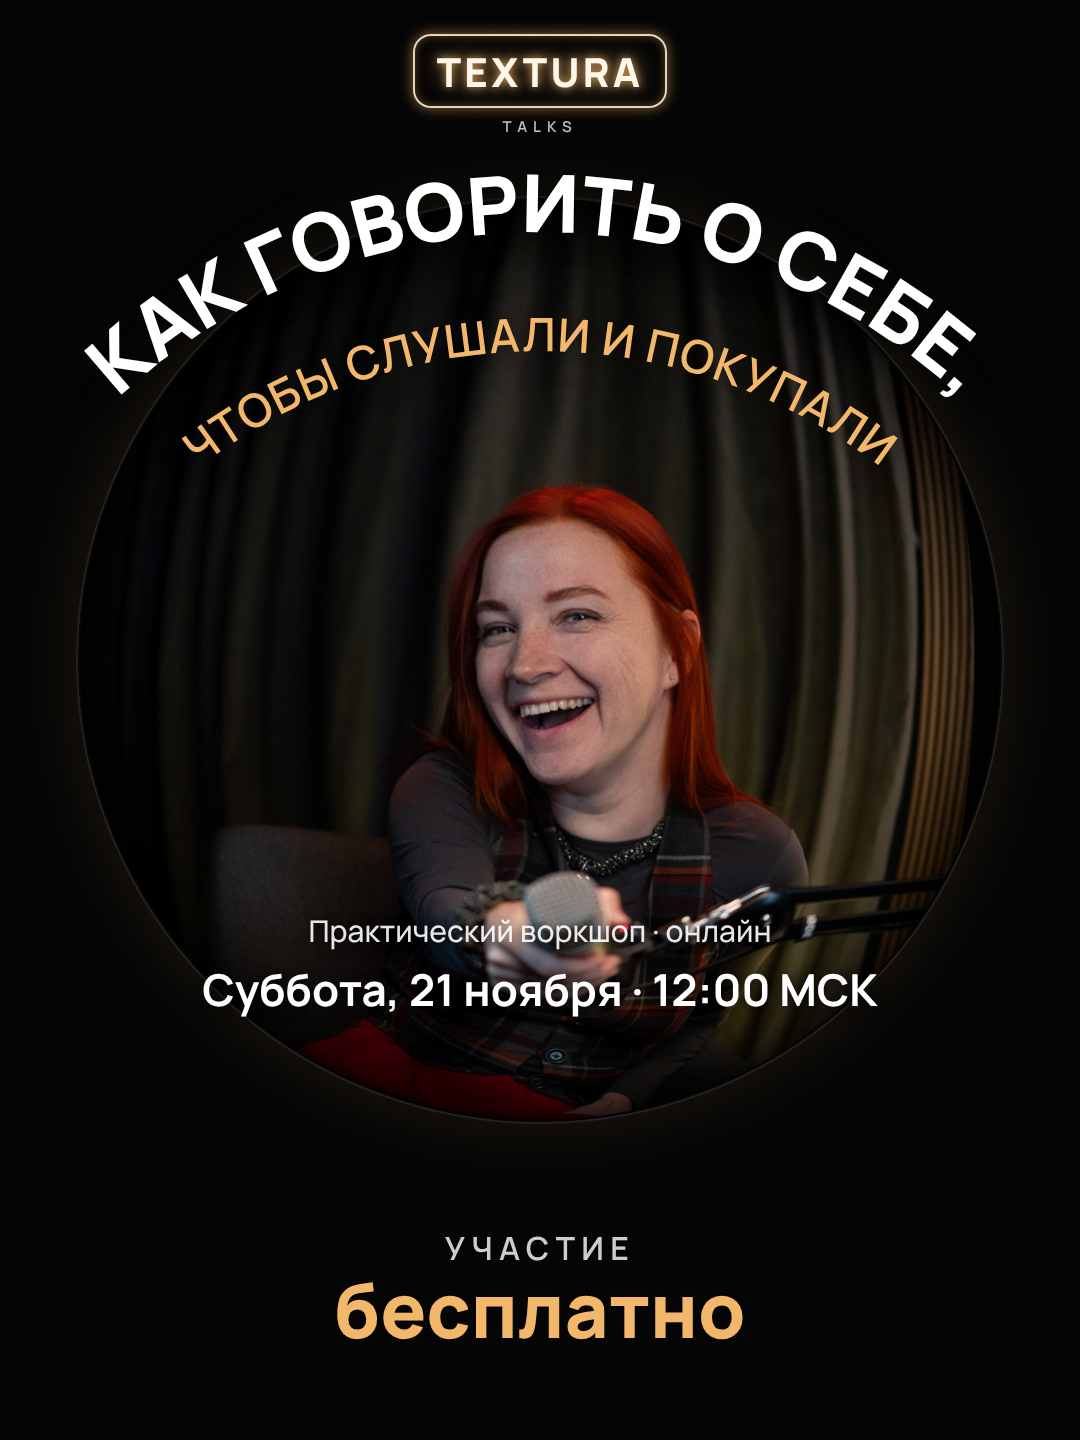 TEXTURA
TALKS
КАК ГОВОРИТЬ О СЕБЕ,
ЧТОБЫ СЛУШАЛИ И ПОКУПАЛИ
Практический воркшоп · онлайн
Суббота, 21 ноября · 12:00 МСК
УЧАСТИЕ
бесплатно